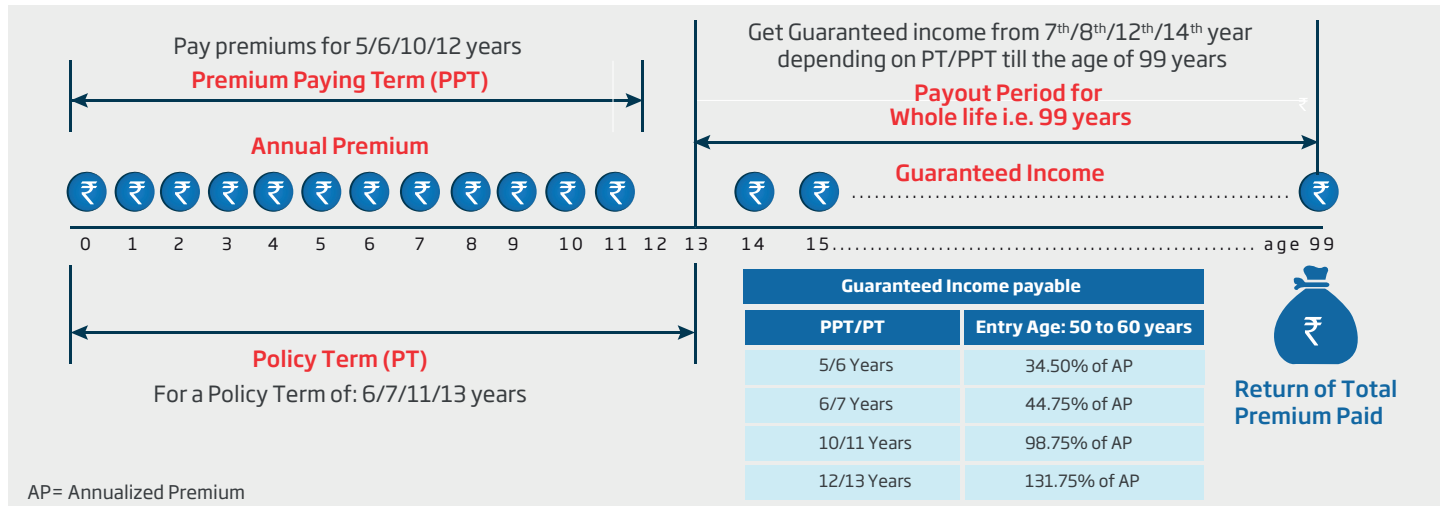 Pay premiums for 5/6/10/12 years
Premium Paying Term (PPT)
Annual Premium
₹ ₹ ₹ ₹ ₹ ₹ ₹ ₹ ₹ ₹ ₹ ₹
Get Guaranteed income from 7th/8th/12th/14th year
depending on PT/PPT till the age of 99 years
₹
Payout Period for
Whole life i.e. 99 years
Guaranteed Income
₹ ₹ ............................................................ ₹
0 1 2 3 4 5 6 7 8 9 10 11 12 13 14 15............................................................ age 99
Policy Term (PT)
For a Policy Term of: 6/7/11/13 years
AP= Annualized Premium
Guaranteed Income payable
PPT/PT Entry Age: 50 to 60 years
5/6 Years 34.50% of AP
6/7 Years 44.75% of AP
10/11 Years 98.75% of AP
12/13 Years 131.75% of AP
₹
Return of Total
Premium Paid